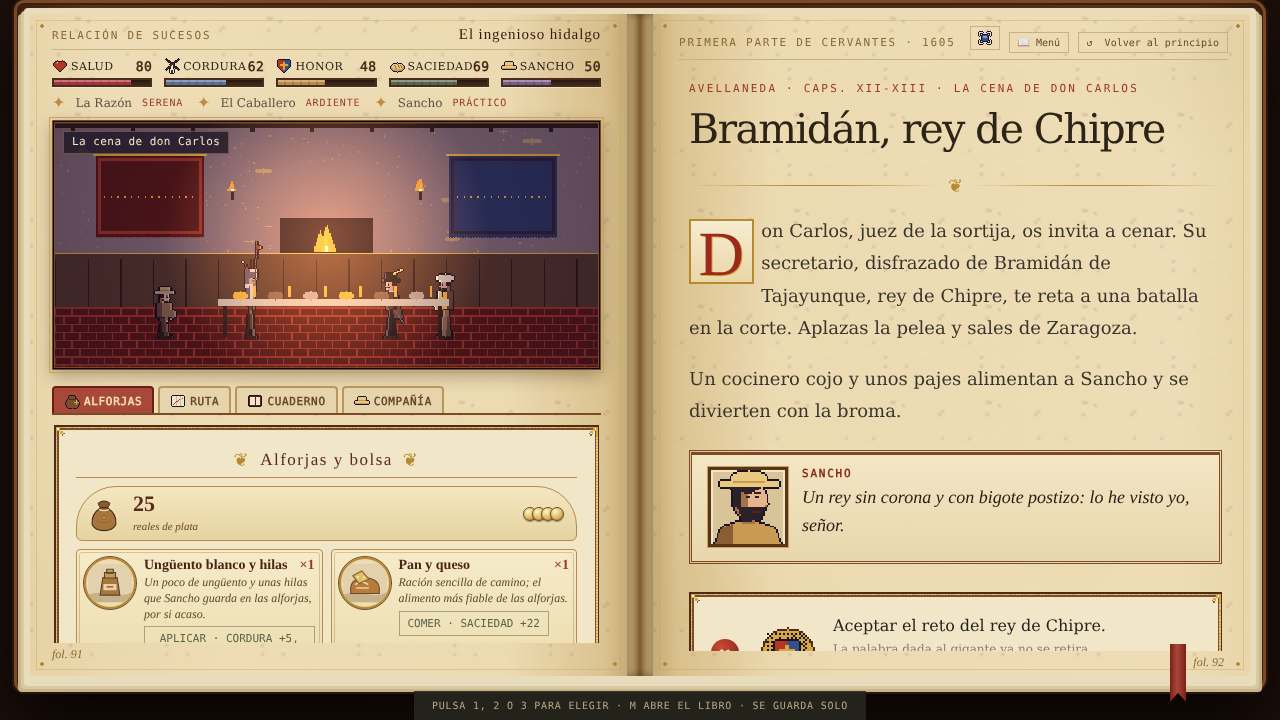 RELACIÓN DE SUCESOS
El ingenioso hidalgo
SALUD 80
CORDURA 62
HONOR 48
SACIEDAD 69
SANCHO 50
La Razón SERENA
El Caballero ARDIENTE
Sancho PRÁCTICO
La cena de don Carlos
ALFORJAS
RUTA
CUADERNO
COMPAÑÍA
Alforjas y bolsa
25
reales de plata
Ungüento blanco y hilas ×1
Un poco de ungüento y unas hilas
que Sancho guarda en las alforjas,
por si acaso.
APLICAR · CORDURA +5,
Pan y queso ×1
Ración sencilla de camino; el
alimento más fiable de las alforjas.
COMER · SACIEDAD +22
fol. 91
PRIMERA PARTE DE CERVANTES · 1605
Menú
↺ Volver al principio
AVELLANEDA · CAPS. XII-XIII · LA CENA DE DON CARLOS
Bramidán, rey de Chipre
Don Carlos, juez de la sortija, os invita a cenar. Su
secretario, disfrazado de Bramidán de
Tajayunque, rey de Chipre, te reta a una batalla
en la corte. Aplazas la pelea y sales de Zaragoza.
Un cocinero cojo y unos pajes alimentan a Sancho y se
divierten con la broma.
SANCHO
Un rey sin corona y con bigote postizo: lo he visto yo,
señor.
Aceptar el reto del rey de Chipre.
La palabra dada al gigante ya no se retira.
fol. 92
PULSA 1, 2 O 3 PARA ELEGIR · M ABRE EL LIBRO · SE GUARDA SOLO